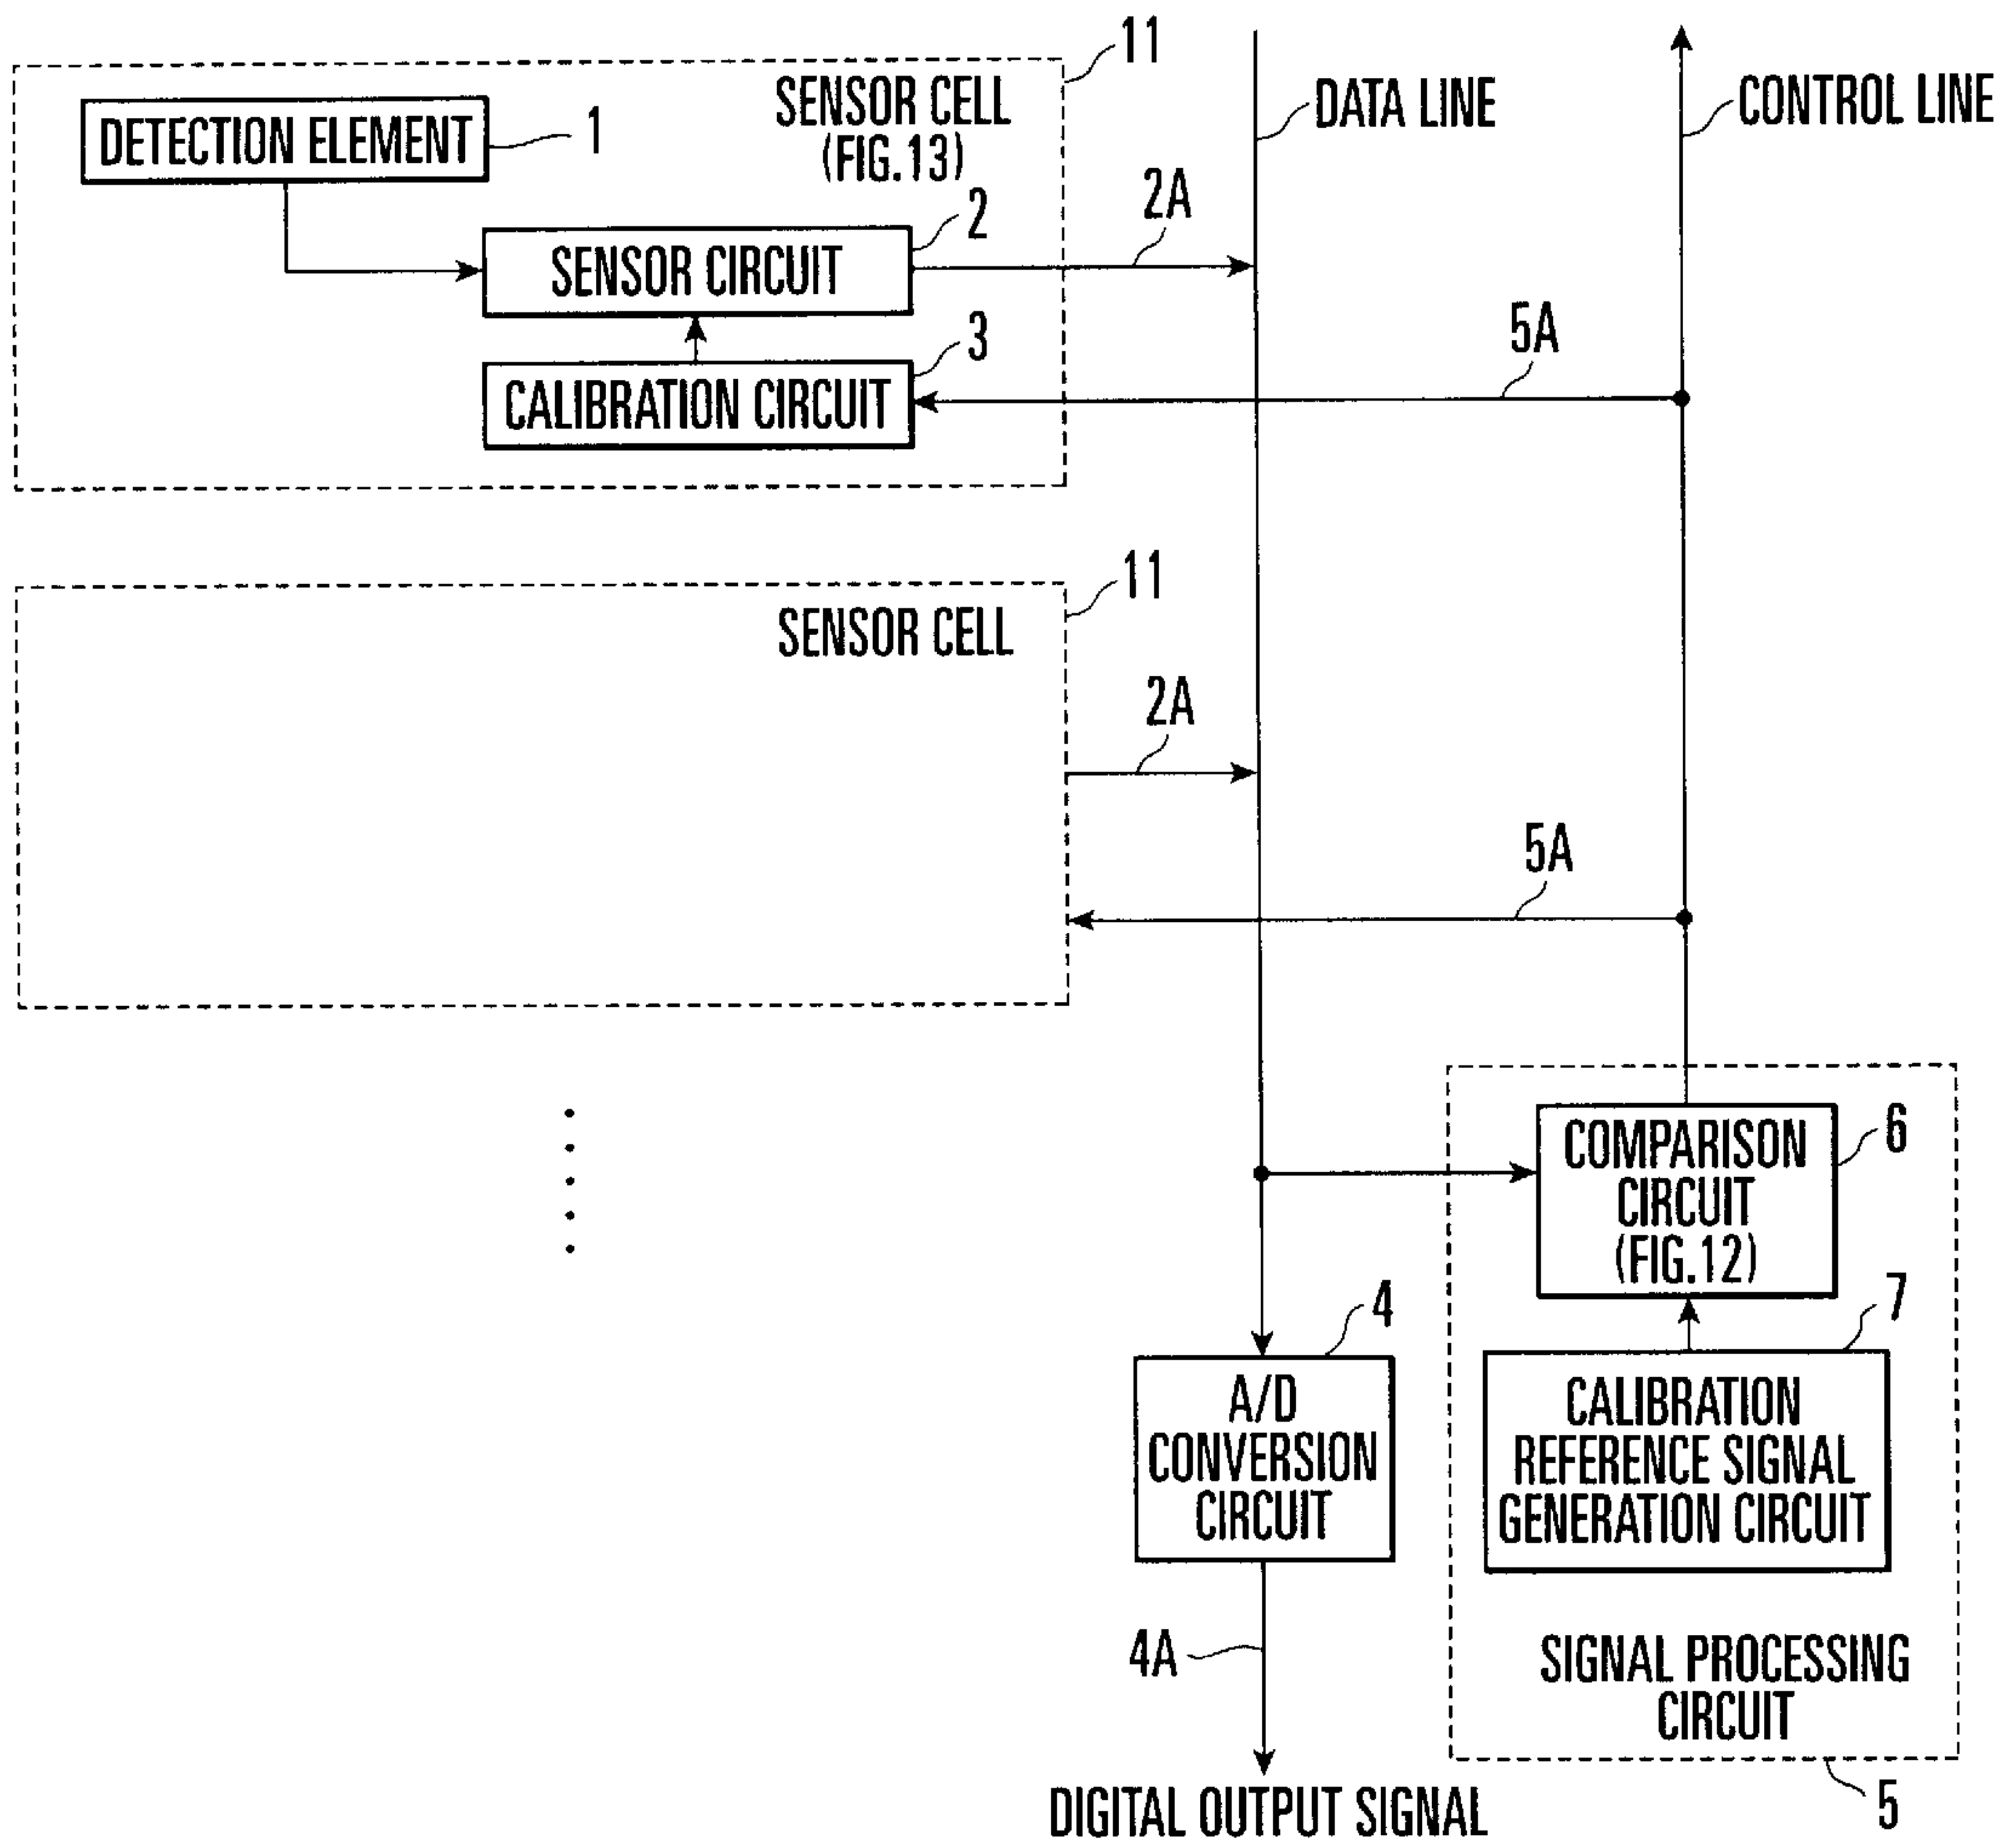 11
SENSOR CELL
(FIG.13)
DATA LINE
CONTROL LINE
DETECTION ELEMENT
1
2A
2
SENSOR CIRCUIT
5A
3
CALIBRATION CIRCUIT
11
SENSOR CELL
2A
5A
COMPARISON
CIRCUIT
(FIG.12)
6
4
7
A/D
CONVERSION
CIRCUIT
CALIBRATION
REFERENCE SIGNAL
GENERATION CIRCUIT
4A
SIGNAL PROCESSING
CIRCUIT
DIGITAL OUTPUT SIGNAL
5